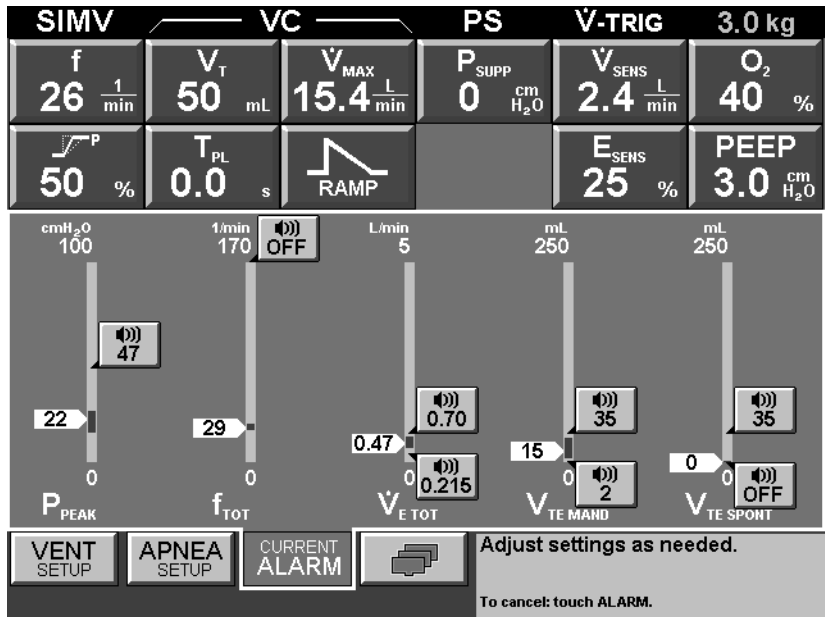 SIMV VC PS V̇-TRIG 3.0 kg
f VT V̇MAX PSUPP V̇SENS O2
26 1/min 50 mL 15.4 L/min 0 cm H2O 2.4 L/min 40 %
P TPL ESENS PEEP
50 % 0.0 s RAMP 25 % 3.0 cm H2O
cmH2O 1/min L/min mL mL
100 170 OFF 5 250 250
47
22 29 0.47 0.70 15 35 0 35
0 0 0 0.215 0 2 0 OFF
PPEAK fTOT V̇E TOT VTE MAND VTE SPONT
VENT SETUP APNEA SETUP CURRENT ALARM
Adjust settings as needed.
To cancel: touch ALARM.